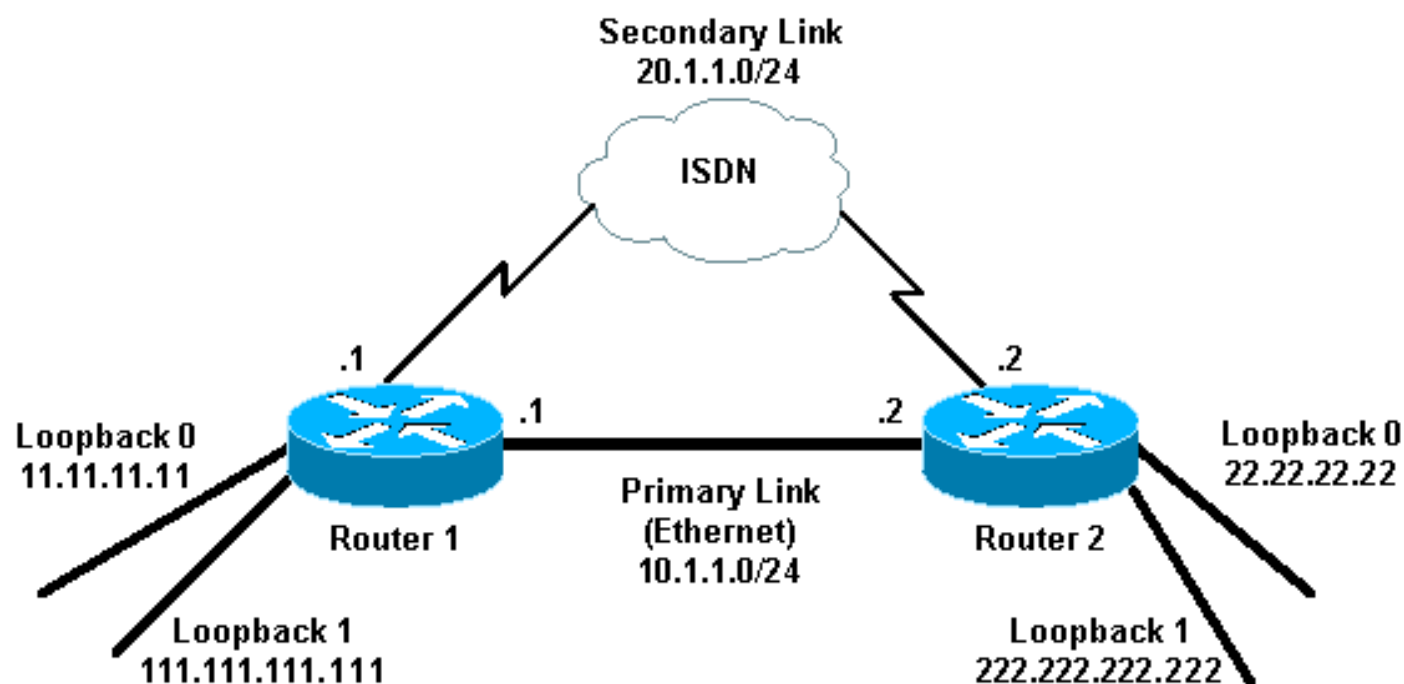 Secondary Link
20.1.1.0/24
ISDN
.1
.2
.1
.2
Loopback 0
11.11.11.11
Loopback 0
22.22.22.22
Primary Link
(Ethernet)
10.1.1.0/24
Router 1
Router 2
Loopback 1
111.111.111.111
Loopback 1
222.222.222.222